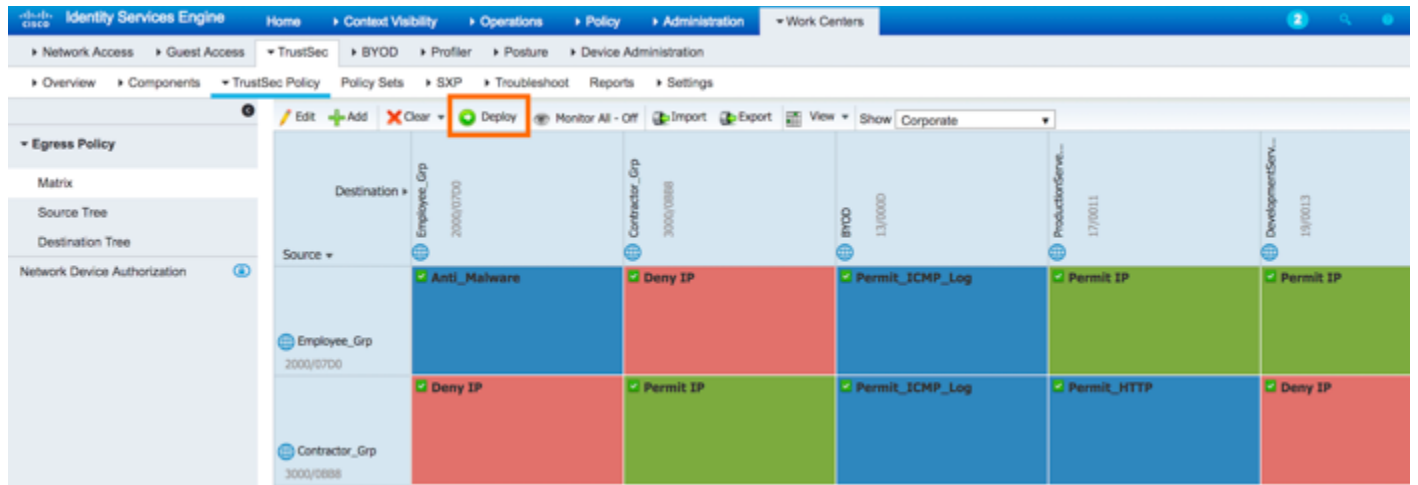 cisco Identity Services Engine Home Context Visibility Operations Policy Administration Work Centers 2
Network Access Guest Access TrustSec BYOD Profiler Posture Device Administration
Overview Components TrustSec Policy Policy Sets SXP Troubleshoot Reports Settings
Edit Add Clear Deploy Monitor All - Off Import Export View Show Corporate
Egress Policy
Matrix
Source Tree
Destination Tree
Network Device Authorization
Destination
Source
Employee_Grp
2000/07D0
Contractor_Grp
3000/0BB8
BYOD
13/000D
ProductionServe...
17/0011
DevelopmentServ...
19/0013
Anti_Malware Deny IP Permit_ICMP_Log Permit IP Permit IP
Employee_Grp
2000/07D0
Deny IP Permit IP Permit_ICMP_Log Permit_HTTP Deny IP
Contractor_Grp
3000/0BB8